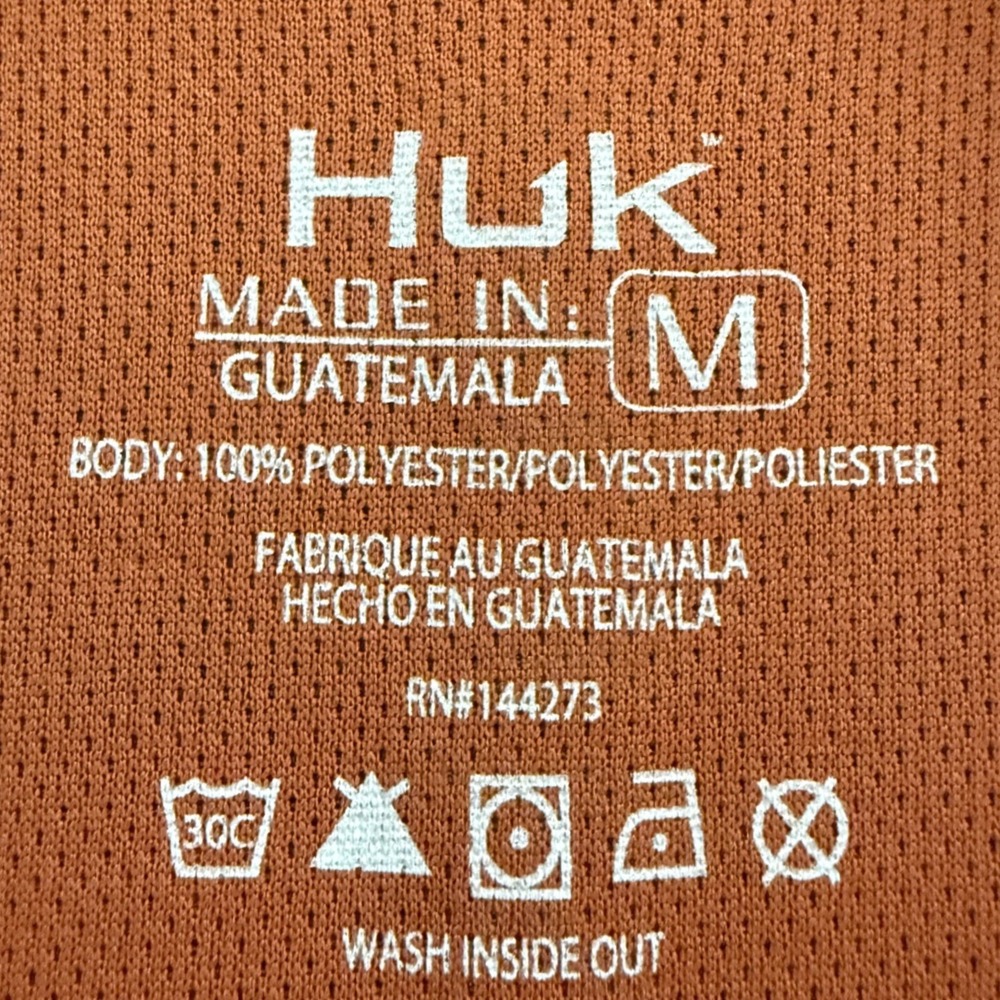 Huk™
MADE IN:
GUATEMALA
M
BODY: 100% POLYESTER/POLYESTER/POLIESTER
FABRIQUE AU GUATEMALA
HECHO EN GUATEMALA
RN#144273
30C
WASH INSIDE OUT